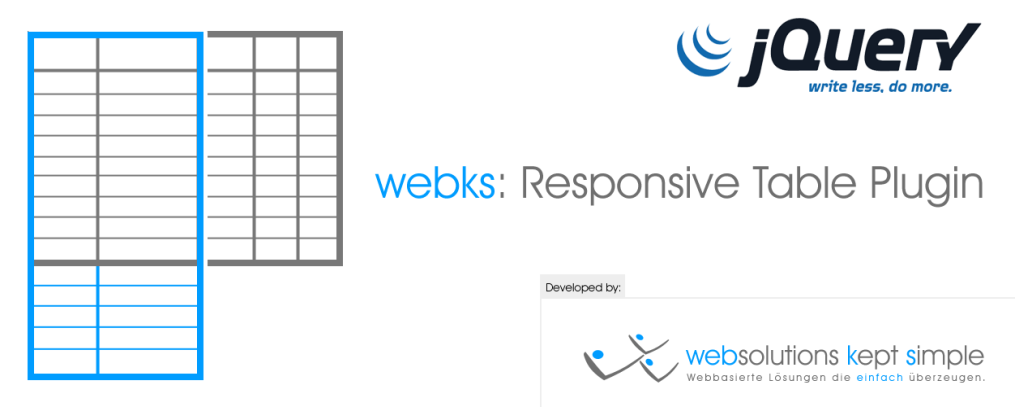 jQuery
write less, do more.
webks: Responsive Table Plugin
Developed by:
websolutions kept simple
Webbasierte Lösungen die einfach überzeugen.